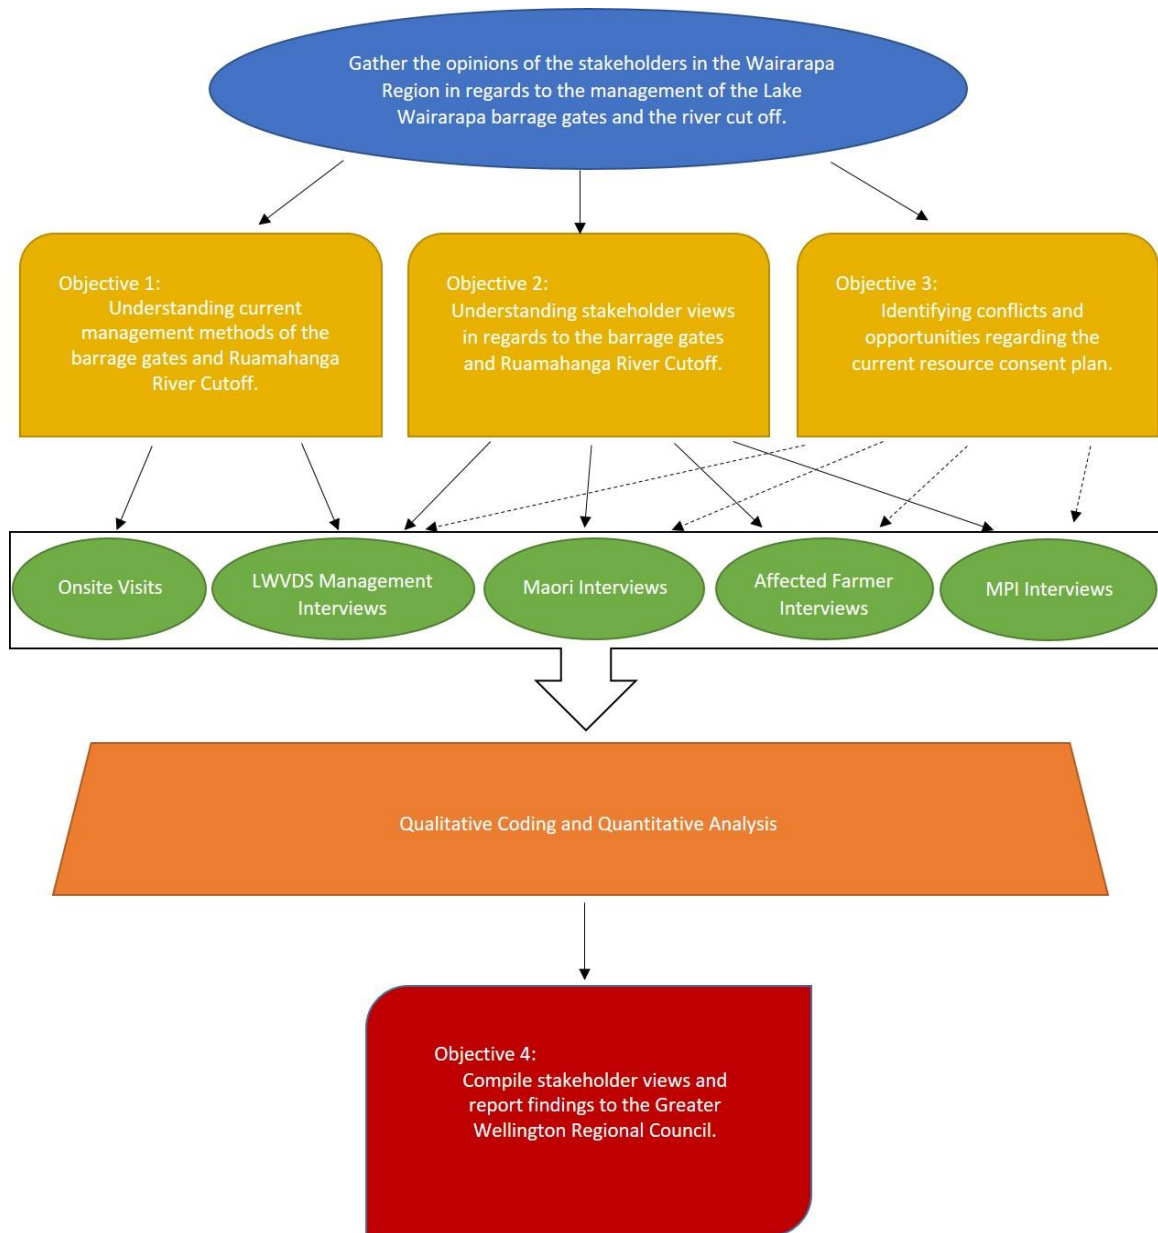 Gather the opinions of the stakeholders in the Wairarapa
Region in regards to the management of the Lake
Wairarapa barrage gates and the river cut off.
Objective 1:
Understanding current
management methods of the
barrage gates and Ruamahanga
River Cutoff.
Objective 2:
Understanding stakeholder views
in regards to the barrage gates
and Ruamahanga River Cutoff.
Objective 3:
Identifying conflicts and
opportunities regarding the
current resource consent plan.
Onsite Visits
LWVDS Management
Interviews
Maori Interviews
Affected Farmer
Interviews
MPI Interviews
Qualitative Coding and Quantitative Analysis
Objective 4:
Compile stakeholder views and
report findings to the Greater
Wellington Regional Council.